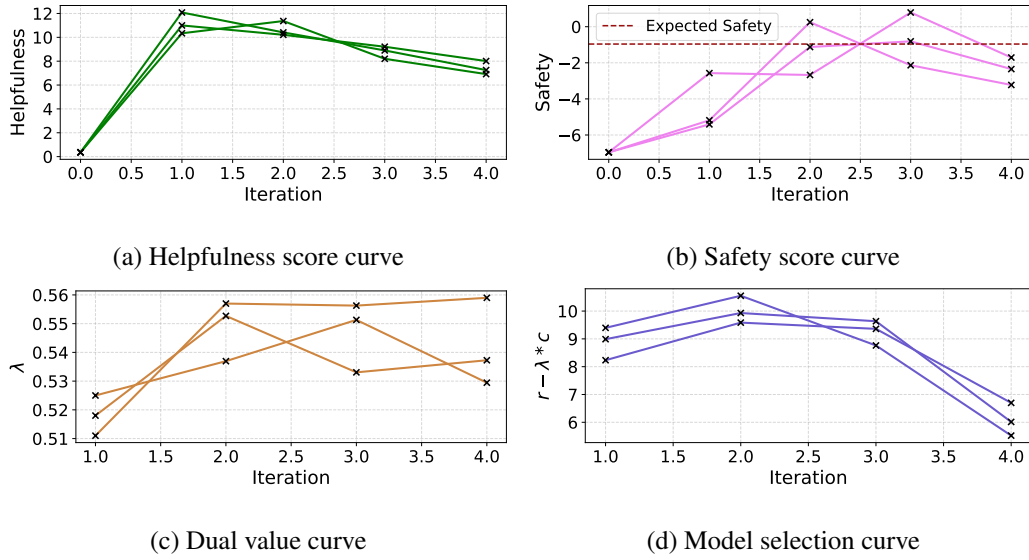 12
10
8
6
4
2
0
Helpfulness
0.0 0.5 1.0 1.5 2.0 2.5 3.0 3.5 4.0
Iteration
(a) Helpfulness score curve
Expected Safety
0
−2
−4
−6
Safety
0.0 0.5 1.0 1.5 2.0 2.5 3.0 3.5 4.0
Iteration
(b) Safety score curve
0.56
0.55
0.54
0.53
0.52
0.51
λ
1.0 1.5 2.0 2.5 3.0 3.5 4.0
Iteration
(c) Dual value curve
10
9
8
7
6
r − λ * c
1.0 1.5 2.0 2.5 3.0 3.5 4.0
Iteration
(d) Model selection curve